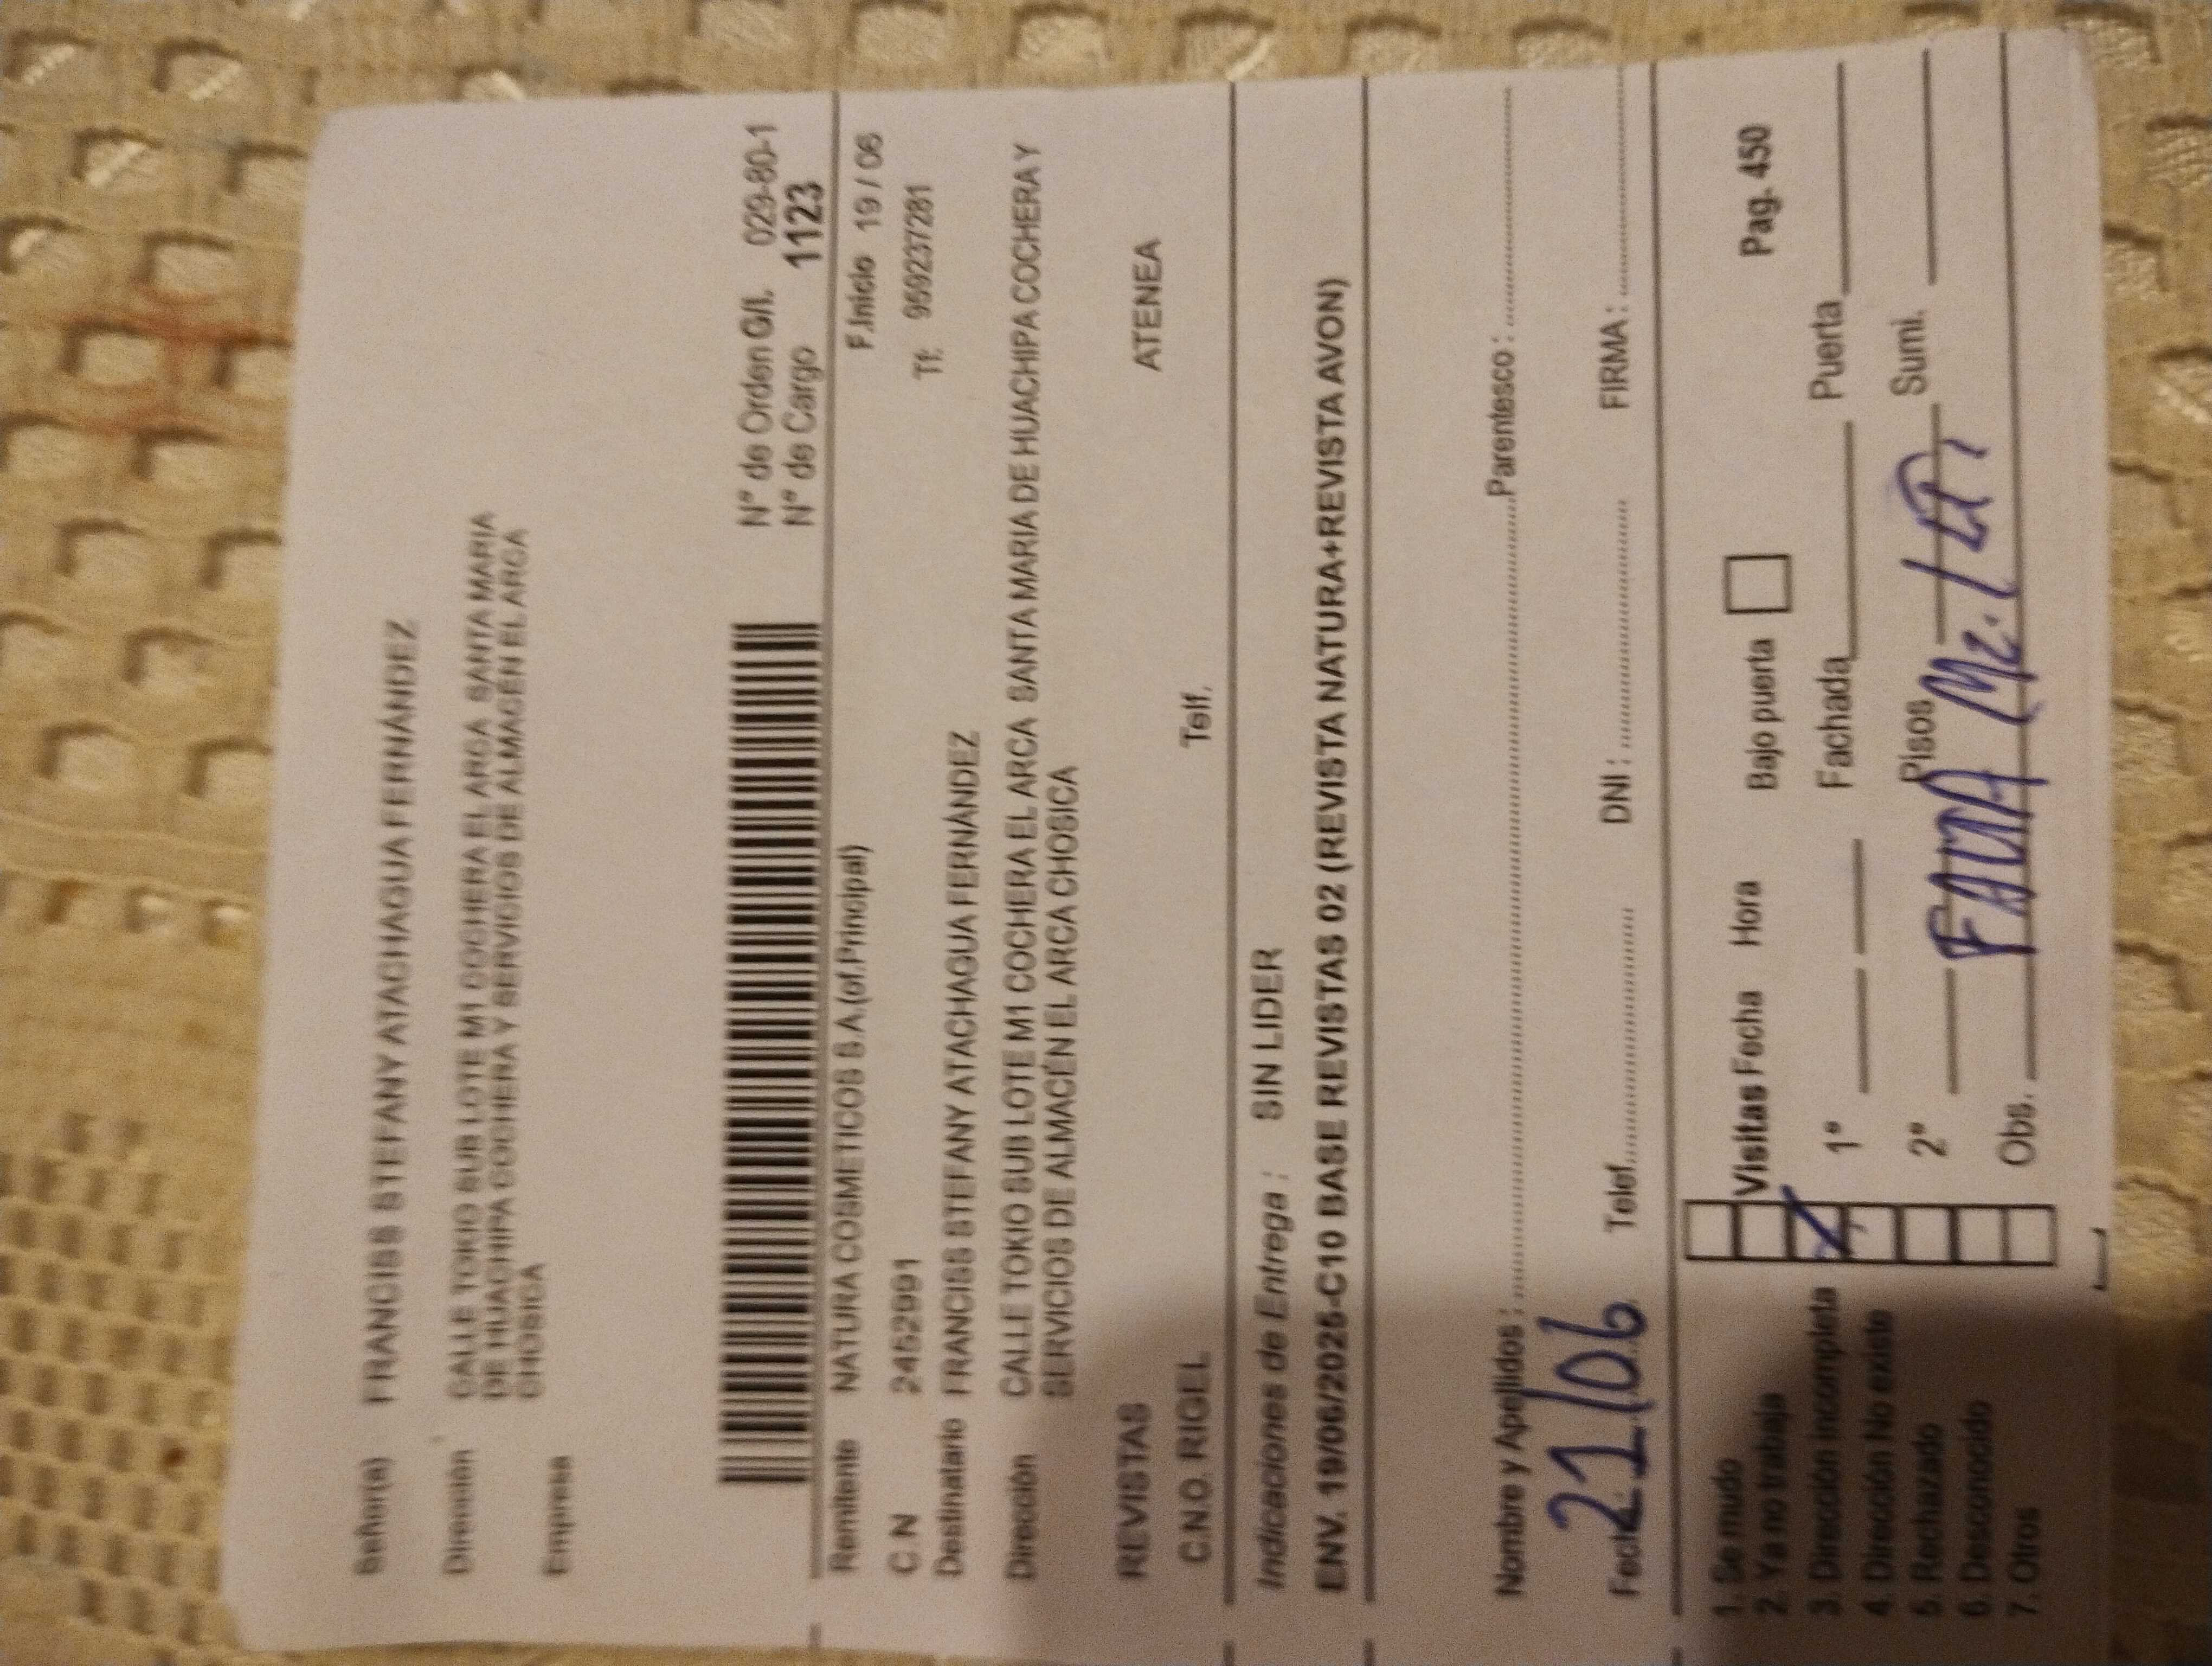 Señor(a) FRANCISS STEFANY ATACHAGUA FERNÁNDEZ
Dirección CALLE TOKIO SUB LOTE M1 COCHERA EL ARCA SANTA MARIA
DE HUACHIPA COCHERA Y SERVICIOS DE ALMACÉN EL ARCA
CHOSICA
Empresa
N° de Orden G/I. 029-80-1
N° de Cargo 1123
Remitente NATURA COSMETICOS S.A.(of.Principal) F.Inicio 19 / 06
C.N 2452991 Tf. 959237281
Destinatario FRANCISS STEFANY ATACHAGUA FERNÁNDEZ
Dirección CALLE TOKIO SUB LOTE M1 COCHERA EL ARCA SANTA MARIA DE HUACHIPA COCHERA Y
SERVICIOS DE ALMACÉN EL ARCA CHOSICA
REVISTAS ATENEA
C.N.O. RIGEL Telf.
Indicaciones de Entrega : SIN LIDER
ENV. 19/06/2025-C10 BASE REVISTAS 02 (REVISTA NATURA+REVISTA AVON)
Nombre y Apellidos : Parentesco :
Fecha 21/06 Telef. DNI : FIRMA :
1. Se mudo
2. Ya no trabaja Visitas Fecha Hora Bajo puerta Pag. 450
3. Dirección incompleta 1° Fachada Puerta
4. Dirección No existe
5. Rechazado 2° Pisos Sumi.
6. Desconocido
7. Otros Obs. FALTA Mz. / LT.